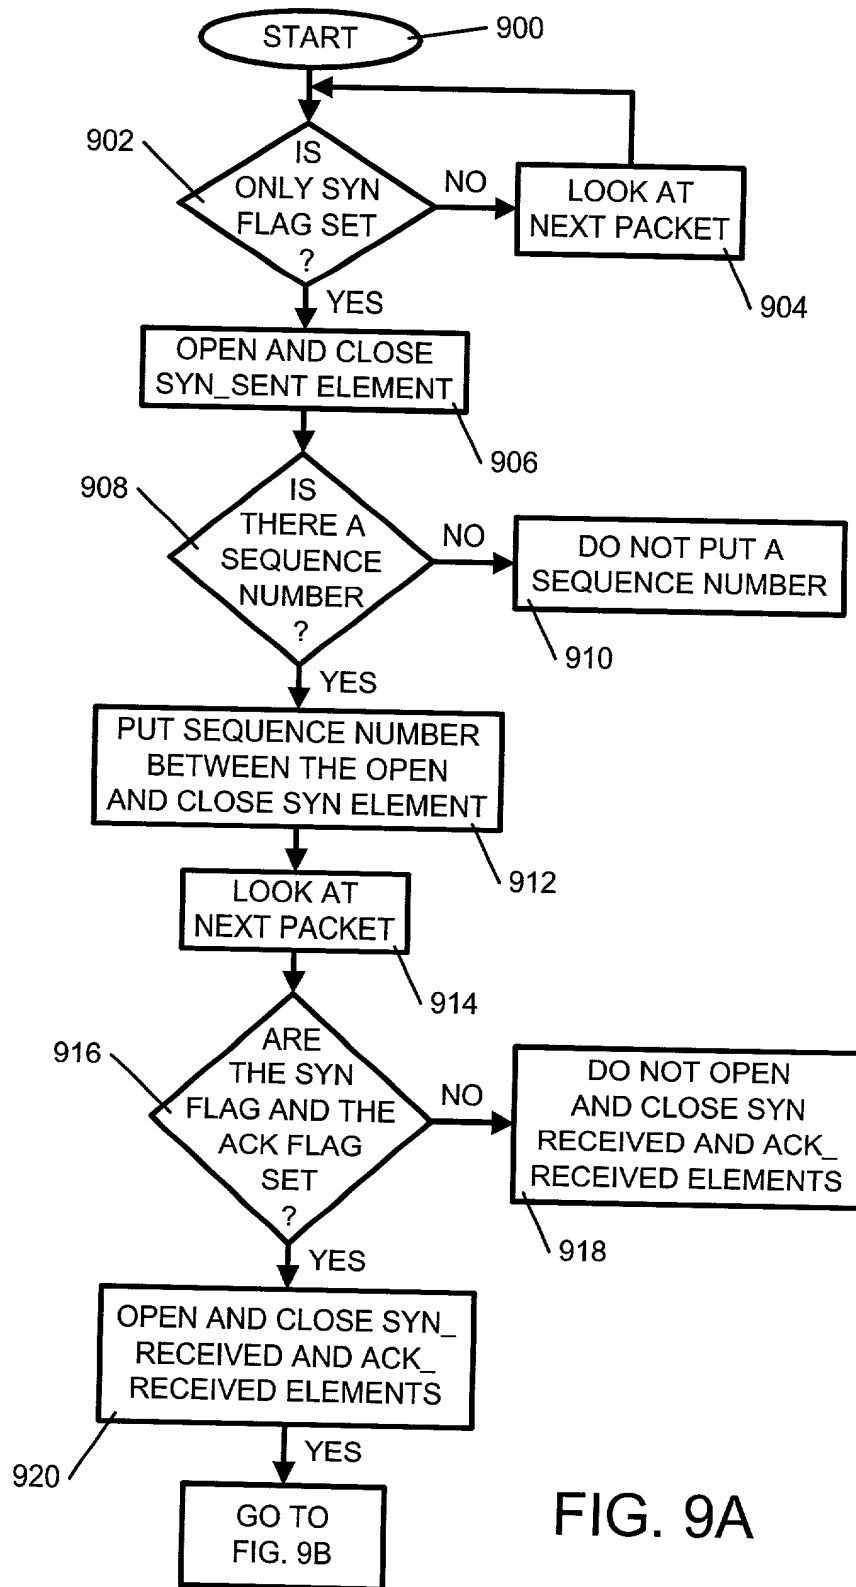 START
900
902
IS
ONLY SYN
FLAG SET
?
NO
LOOK AT
NEXT PACKET
904
YES
OPEN AND CLOSE
SYN_SENT ELEMENT
906
908
IS
THERE A
SEQUENCE
NUMBER
?
NO
DO NOT PUT A
SEQUENCE NUMBER
910
YES
PUT SEQUENCE NUMBER
BETWEEN THE OPEN
AND CLOSE SYN ELEMENT
912
LOOK AT
NEXT PACKET
914
916
ARE
THE SYN
FLAG AND THE
ACK FLAG
SET
?
NO
DO NOT OPEN
AND CLOSE SYN
RECEIVED AND ACK_
RECEIVED ELEMENTS
918
YES
OPEN AND CLOSE SYN_
RECEIVED AND ACK_
RECEIVED ELEMENTS
920
YES
GO TO
FIG. 9B
FIG. 9A